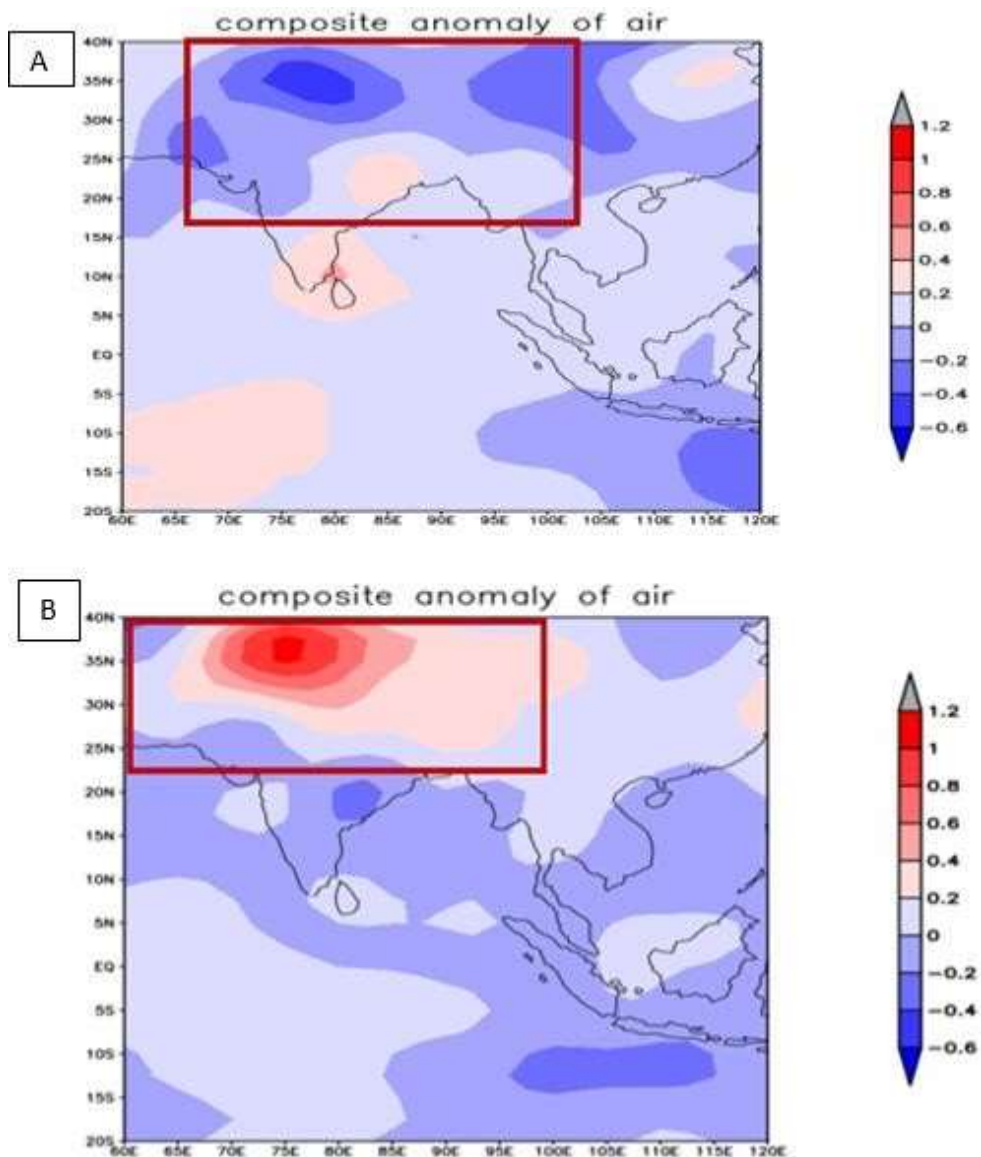 composite anomaly of air
A
40N
35N
30N
25N
20N
15N
10N
5N
EQ
5S
10S
15S
20S
60E 65E 70E 75E 80E 85E 90E 95E 100E 105E 110E 115E 120E
1.2
1
0.8
0.6
0.4
0.2
0
−0.2
−0.4
−0.6
composite anomaly of air
B
40N
35N
30N
25N
20N
15N
10N
5N
EQ
5S
10S
15S
20S
60E 65E 70E 75E 80E 85E 90E 95E 100E 105E 110E 115E 120E
1.2
1
0.8
0.6
0.4
0.2
0
−0.2
−0.4
−0.6